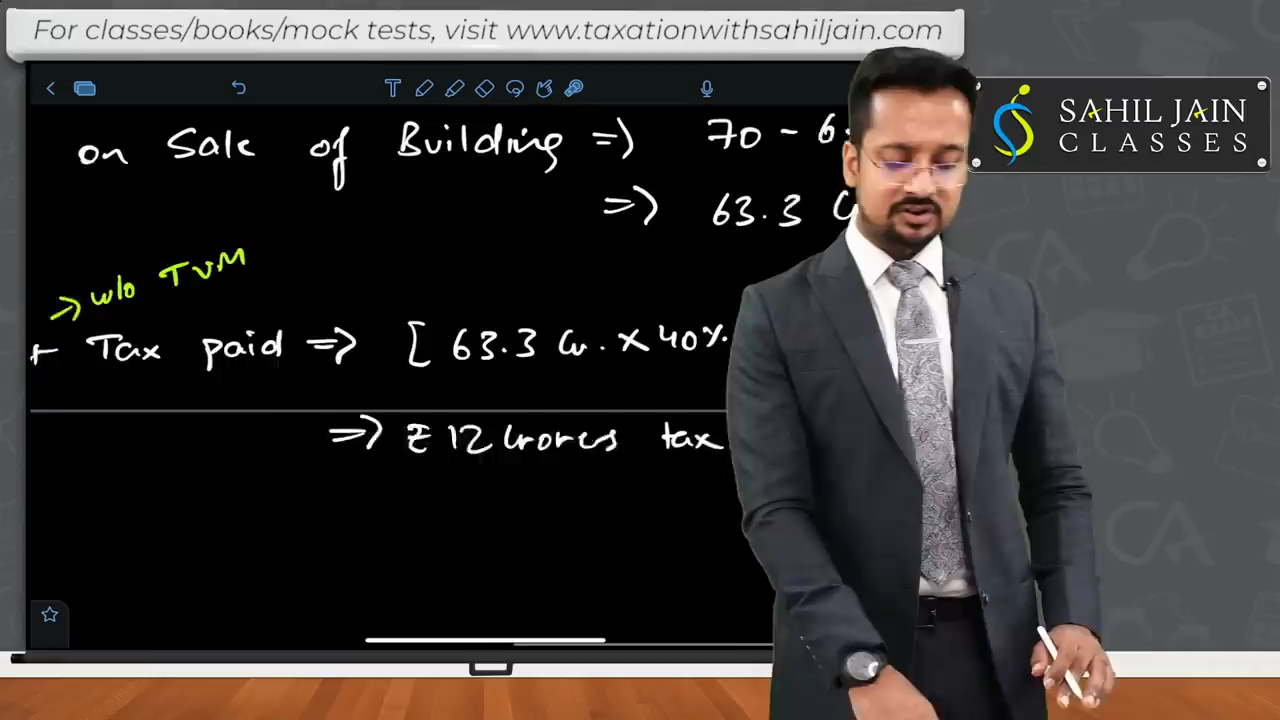 For classes/books/mock tests, visit www.taxationwithsahiljain.com
SAHIL JAIN
CLASSES
on Sale of Building => 70 - 6.
=> 63.3 C
-> w/o TVM
+ Tax paid => [ 63.3 Cr. x 40%.
=> ₹ 12 Crores tax